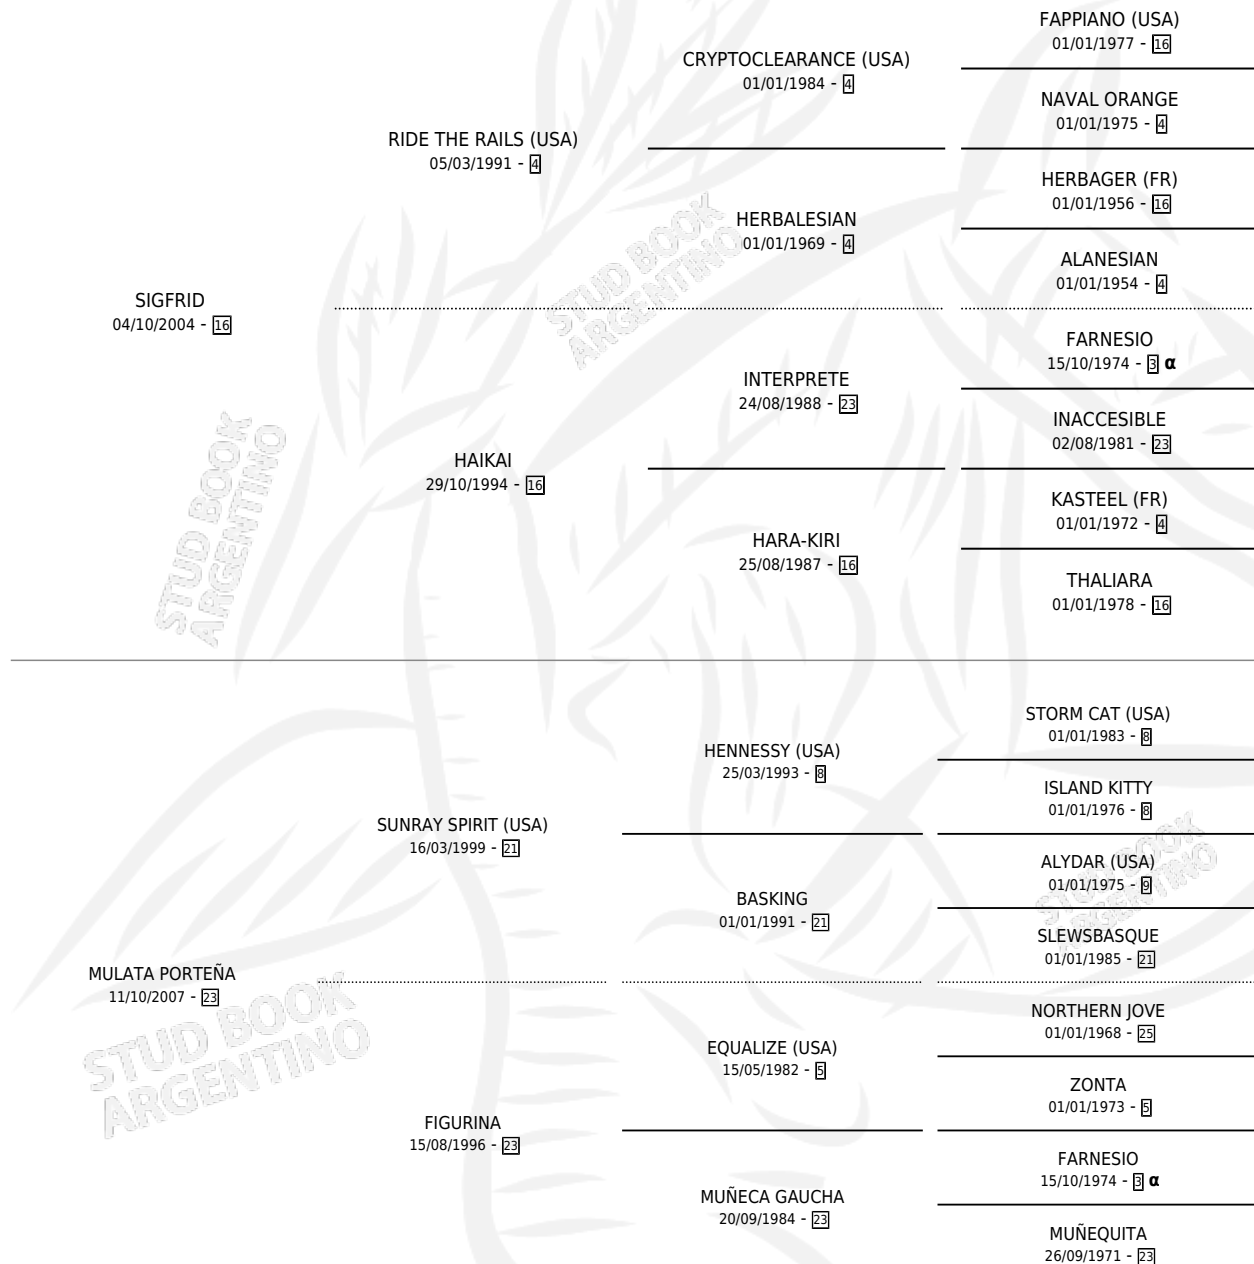 FAPPIANO (USA)
01/01/1977 - 16
CRYPTOCLEARANCE (USA)
01/01/1984 - 4
NAVAL ORANGE
01/01/1975 - 4
RIDE THE RAILS (USA)
05/03/1991 - 4
HERBAGER (FR)
01/01/1956 - 16
HERBALESIAN
01/01/1969 - 4
ALANESIAN
01/01/1954 - 4
SIGFRID
04/10/2004 - 16
FARNESIO
15/10/1974 - 3 α
INTERPRETE
24/08/1988 - 23
INACCESIBLE
02/08/1981 - 23
HAIKAI
29/10/1994 - 16
KASTEEL (FR)
01/01/1972 - 4
HARA-KIRI
25/08/1987 - 16
THALIARA
01/01/1978 - 16
STORM CAT (USA)
01/01/1983 - 8
HENNESSY (USA)
25/03/1993 - 8
ISLAND KITTY
01/01/1976 - 8
SUNRAY SPIRIT (USA)
16/03/1999 - 21
ALYDAR (USA)
01/01/1975 - 9
BASKING
01/01/1991 - 21
SLEWSBASQUE
01/01/1985 - 21
MULATA PORTEÑA
11/10/2007 - 23
NORTHERN JOVE
01/01/1968 - 25
EQUALIZE (USA)
15/05/1982 - 5
ZONTA
01/01/1973 - 5
FIGURINA
15/08/1996 - 23
FARNESIO
15/10/1974 - 3 α
MUÑECA GAUCHA
20/09/1984 - 23
MUÑEQUITA
26/09/1971 - 23
STUD BOOK
ARGENTINO
STUD BOOK
ARGENTINO
STUD BOOK
ARGENTINO
STUD BOOK
ARGENTINO